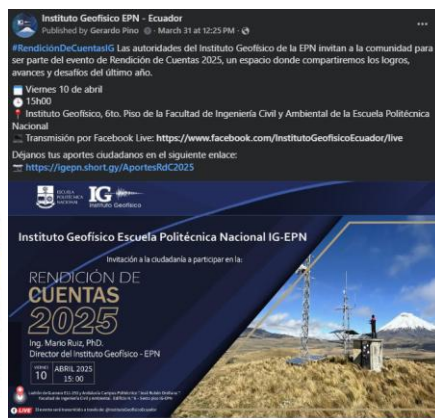 Instituto Geofísico EPN - Ecuador
Published by Gerardo Pino
March 31 at 12:25 PM
#RendiciónDeCuentasIG Las autoridades del Instituto Geofísico de la EPN invitan a la comunidad para
ser parte del evento de Rendición de Cuentas 2025, un espacio donde compartiremos los logros,
avances y desafíos del último año.
Viernes 10 de abril
15h00
Instituto Geofísico, 6to. Piso de la Facultad de Ingeniería Civil y Ambiental de la Escuela Politécnica
Nacional
Transmisión por Facebook Live: https://www.facebook.com/InstitutoGeofisicoEcuador/live
Déjanos tus aportes ciudadanos en el siguiente enlace:
https://igepn.short.gy/AportesRdC2025
ESCUELA
POLITÉCNICA
NACIONAL
IG
Instituto Geofísico
Instituto Geofísico Escuela Politécnica Nacional IG-EPN
Invitación a la ciudadanía a participar en la:
RENDICIÓN DE
CUENTAS
2025
Ing. Mario Ruiz, PhD.
Director del Instituto Geofísico - EPN
VIERNES
10
ABRIL 2025
15: 00
LIVE